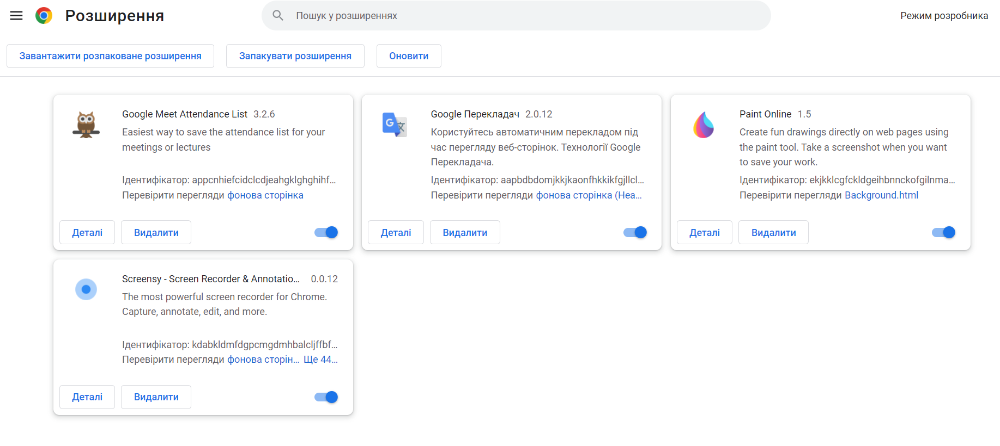 Розширення
Пошук у розширеннях
Режим розробника
Завантажити розпаковане розширення
Запакувати розширення
Оновити
Google Meet Attendance List 3.2.6
Easiest way to save the attendance list for your
meetings or lectures
Ідентифікатор: appcnhiefcidclcdjeahgklghghihf...
Перевірити перегляди фонова сторінка
Деталі
Видалити
Google Перекладач 2.0.12
Користуйтесь автоматичним перекладом під
час перегляду веб-сторінок. Технології Google
Перекладача.
Ідентифікатор: aapbdbdomjkkjkaonfhkkikfgjllcl...
Перевірити перегляди фонова сторінка (Hea...
Деталі
Видалити
Paint Online 1.5
Create fun drawings directly on web pages using
the paint tool. Take a screenshot when you want
to save your work.
Ідентифікатор: ekjkklcgfckldgeihbnnckofgilnma...
Перевірити перегляди Background.html
Деталі
Видалити
Screensy - Screen Recorder & Annotatio... 0.0.12
The most powerful screen recorder for Chrome.
Capture, annotate, edit, and more.
Ідентифікатор: kdabkldmfdgpcmgdmhbalcljffbf...
Перевірити перегляди фонова сторін... Ще 44...
Деталі
Видалити